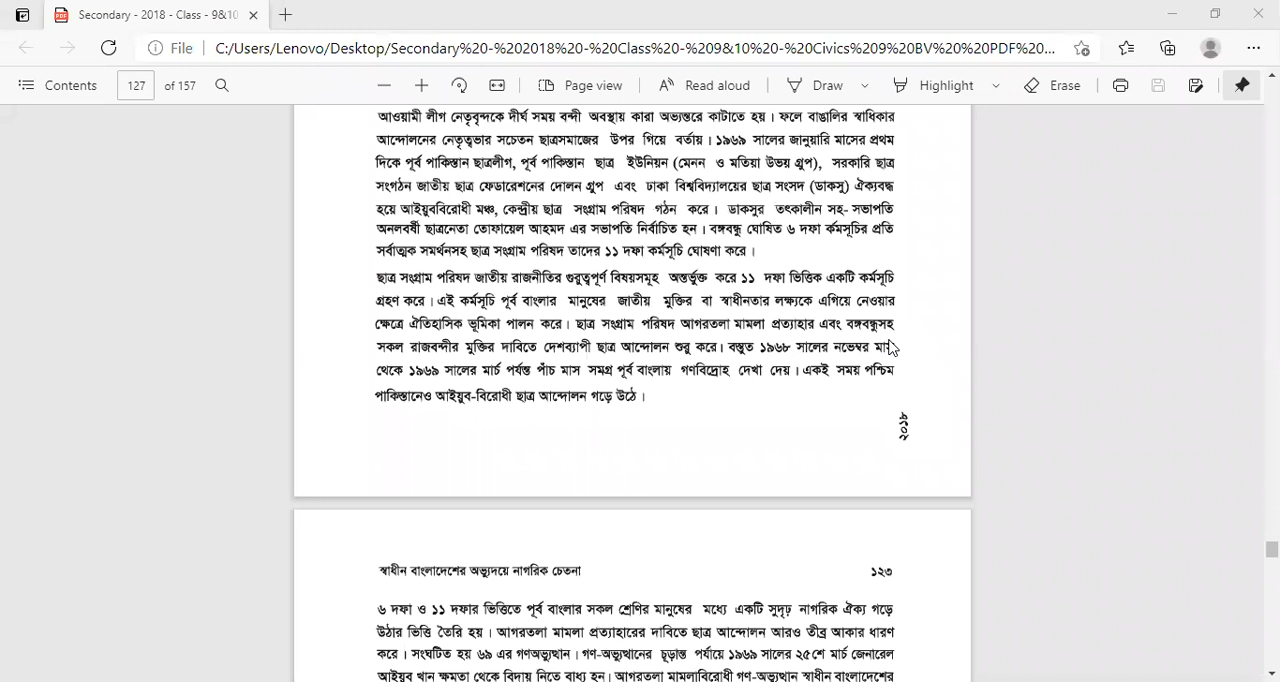 Secondary - 2018 - Class - 9&10
File
C:/Users/Lenovo/Desktop/Secondary%20-%202018%20-%20Class%20-%209&10%20-%20Civics%209%20BV%20%20PDF%20...
Contents
127 of 157
Page view
Read aloud
Draw
Highlight
Erase
আওয়ামী লীগ নেতৃবৃন্দকে দীর্ঘ সময় বন্দী অবস্থায় কারা অভ্যন্তরে কাটাতে হয়। ফলে বাঙালির স্বাধিকার
আন্দোলনের নেতৃত্বভার সচেতন ছাত্রসমাজের উপর গিয়ে বর্তায়। ১৯৬৯ সালের জানুয়ারি মাসের প্রথম
দিকে পূর্ব পাকিস্তান ছাত্রলীগ, পূর্ব পাকিস্তান ছাত্র ইউনিয়ন (মেনন ও মতিয়া উভয় গ্রুপ), সরকারি ছাত্র
সংগঠন জাতীয় ছাত্র ফেডারেশনের দোলন গ্রুপ এবং ঢাকা বিশ্ববিদ্যালয়ের ছাত্র সংসদ (ডাকসু) ঐক্যবদ্ধ
হয়ে আইয়ুববিরোধী মঞ্চ, কেন্দ্রীয় ছাত্র সংগ্রাম পরিষদ গঠন করে। ডাকসুর তৎকালীন সহ- সভাপতি
অনলবর্ষী ছাত্রনেতা তোফায়েল আহমদ এর সভাপতি নির্বাচিত হন। বঙ্গবন্ধু ঘোষিত ৬ দফা র্কমসূচির প্রতি
সর্বাত্মক সমর্থনসহ ছাত্র সংগ্রাম পরিষদ তাদের ১১ দফা কর্মসূচি ঘোষণা করে।
ছাত্র সংগ্রাম পরিষদ জাতীয় রাজনীতির গুরুত্বপূর্ণ বিষয়সমূহ অন্তর্ভুক্ত করে ১১ দফা ভিত্তিক একটি কর্মসূচি
গ্রহণ করে। এই কর্মসূচি পূর্ব বাংলার মানুষের জাতীয় মুক্তির বা স্বাধীনতার লক্ষ্যকে এগিয়ে নেওয়ার
ক্ষেত্রে ঐতিহাসিক ভূমিকা পালন করে। ছাত্র সংগ্রাম পরিষদ আগরতলা মামলা প্রত্যাহার এবং বঙ্গবন্ধুসহ
সকল রাজবন্দীর মুক্তির দাবিতে দেশব্যাপী ছাত্র আন্দোলন শুরু করে। বস্তুত ১৯৬৮ সালের নভেম্বর
থেকে ১৯৬৯ সালের মার্চ পর্যন্ত পাঁচ মাস সমগ্র পূর্ব বাংলায় গণবিদ্রোহ দেখা দেয়। একই সময় পশ্চিম
পাকিস্তানেও আইয়ুব-বিরোধী ছাত্র আন্দোলন গড়ে উঠে।
২০১৮
স্বাধীন বাংলাদেশের অভ্যুদয়ে নাগরিক চেতনা ১২৩
৬ দফা ও ১১ দফার ভিত্তিতে পূর্ব বাংলার সকল শ্রেণির মানুষের মধ্যে একটি সুদৃঢ় নাগরিক ঐক্য গড়ে
উঠার ভিত্তি তৈরি হয়। আগরতলা মামলা প্রত্যাহারের দাবিতে ছাত্র আন্দোলন আরও তীব্র আকার ধারণ
করে। সংঘটিত হয় ৬৯ এর গণঅভ্যুত্থান। গণ-অভ্যুত্থানের চূড়ান্ত পর্যায়ে ১৯৬৯ সালের ২৫শে মার্চ জেনারেল
আইয়ুব খান ক্ষমতা থেকে বিদায় নিতে বাধ্য হন। আগরতলা মামলাবিরোধী গণ-অভ্যুত্থান স্বাধীন বাংলাদেশের